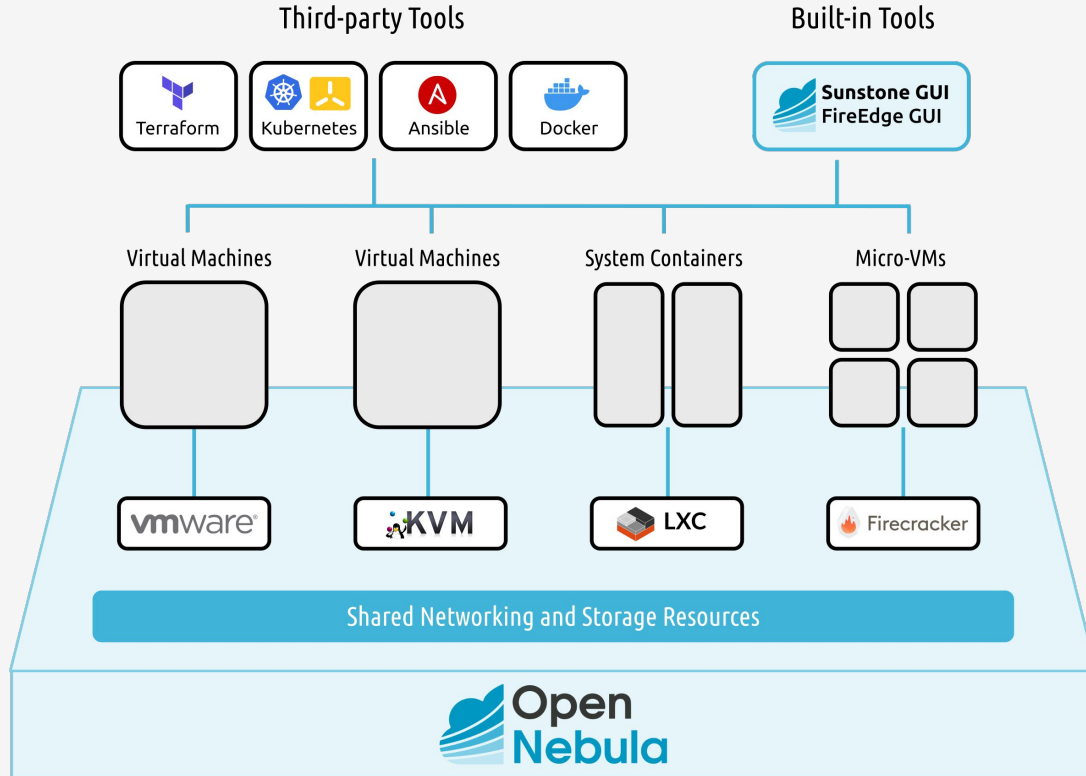 Third-party Tools
Built-in Tools
Terraform
Kubernetes
Ansible
Docker
Sunstone GUI
FireEdge GUI
Virtual Machines
Virtual Machines
System Containers
Micro-VMs
vmware®
KVM
LXC
Firecracker
Shared Networking and Storage Resources
Open
Nebula